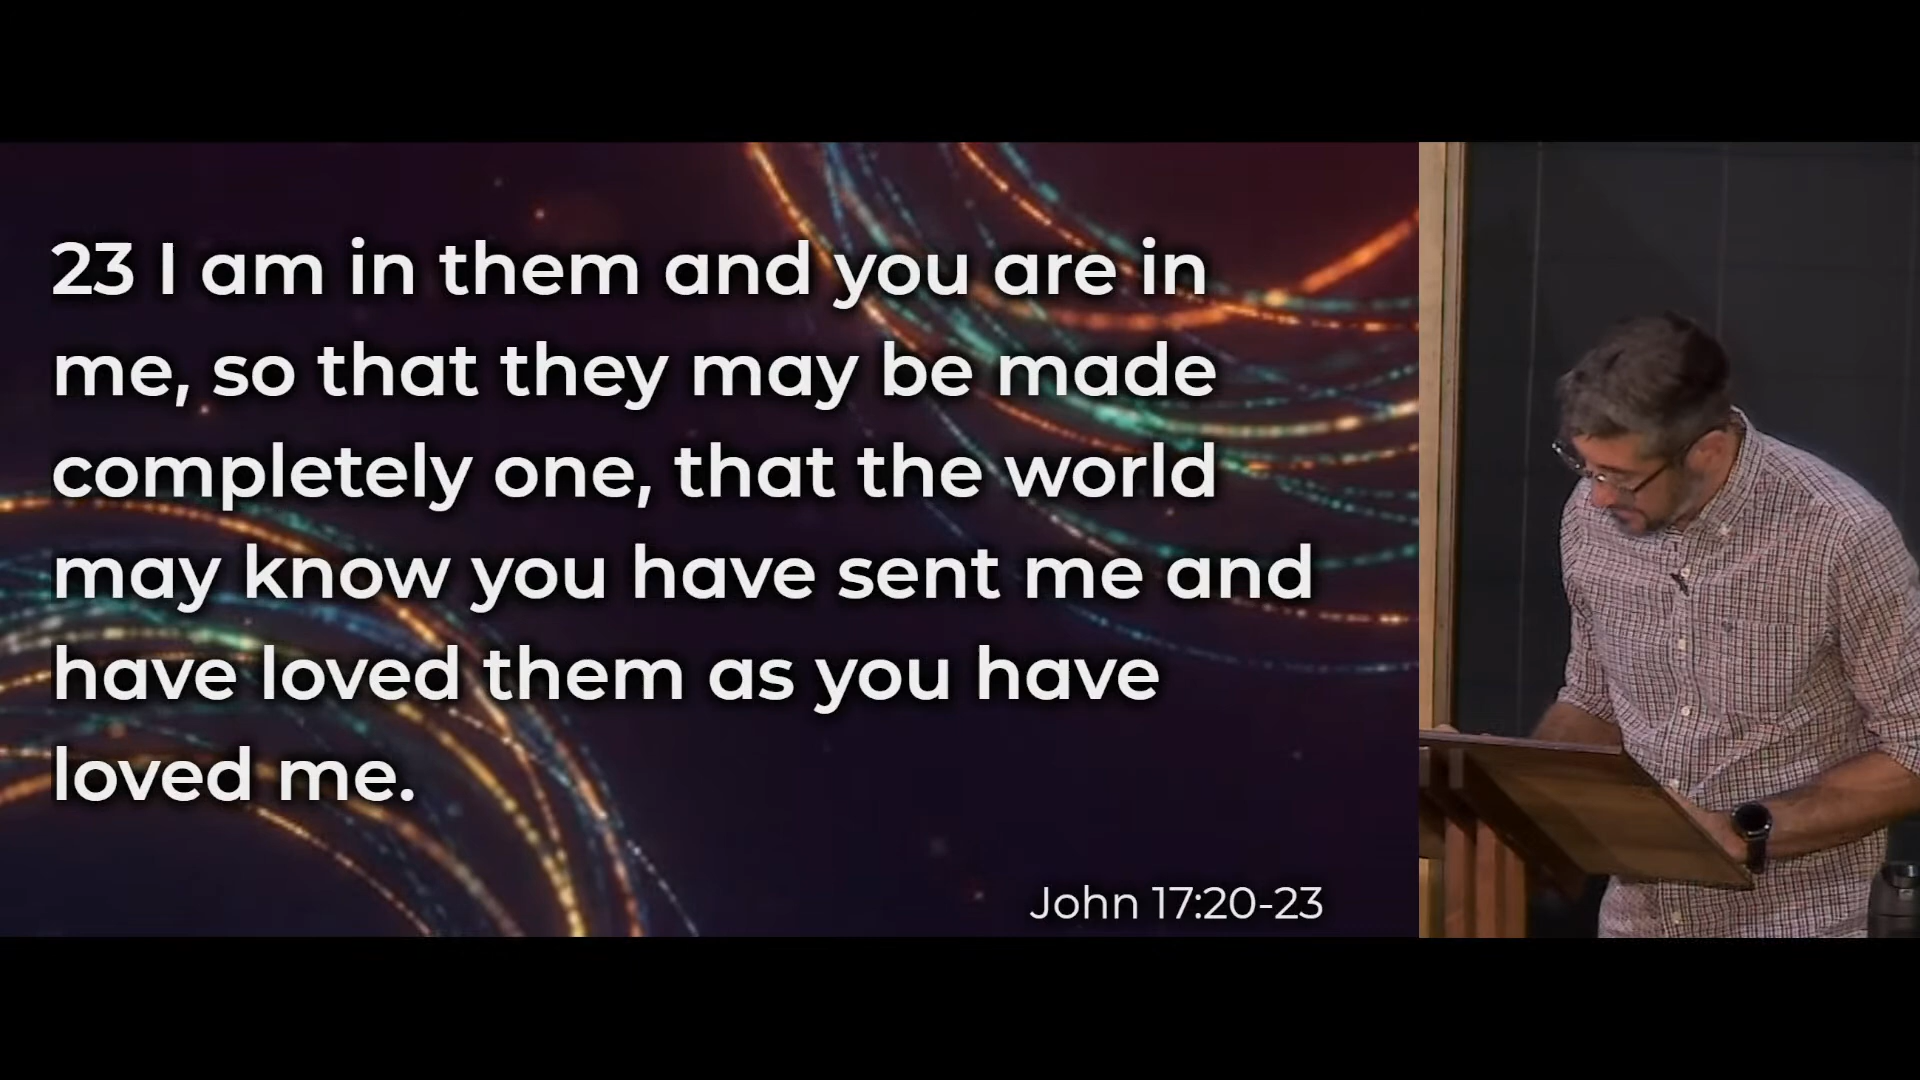 23 I am in them and you are in
me, so that they may be made
completely one, that the world
may know you have sent me and
have loved them as you have
loved me.
John 17:20-23